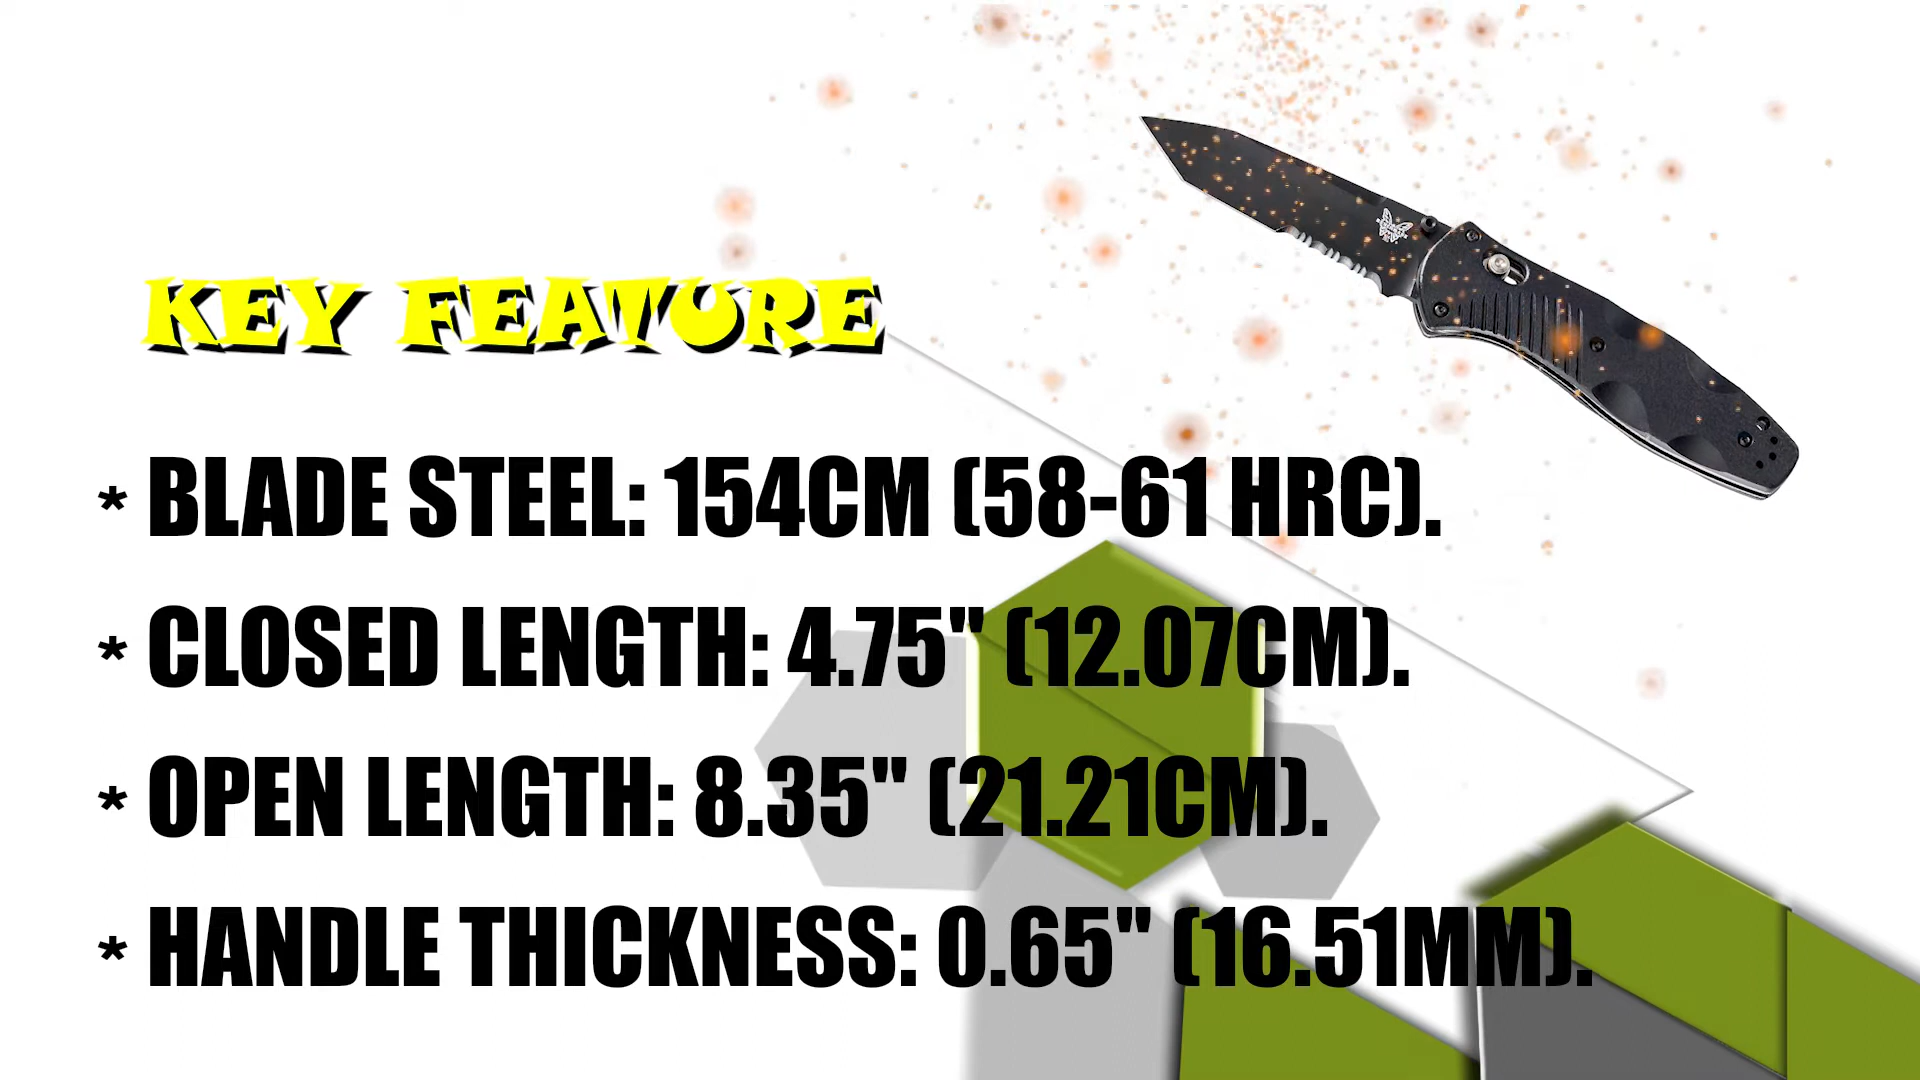 KEY FEATURE
* BLADE STEEL: 154CM (58-61 HRC).
* CLOSED LENGTH: 4.75" (12.07CM).
* OPEN LENGTH: 8.35" (21.21CM).
* HANDLE THICKNESS: 0.65" (16.51MM).